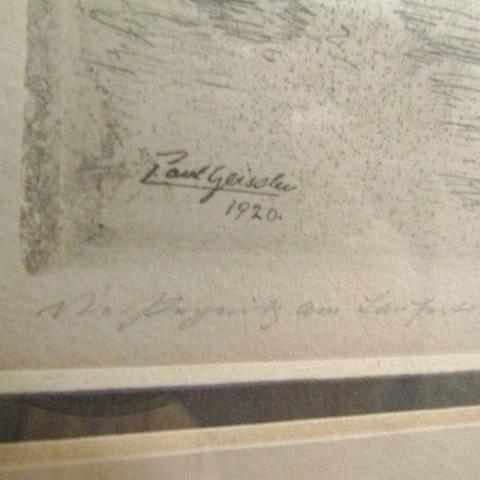 Paul Geissler
1920.
Die Pegnitz am